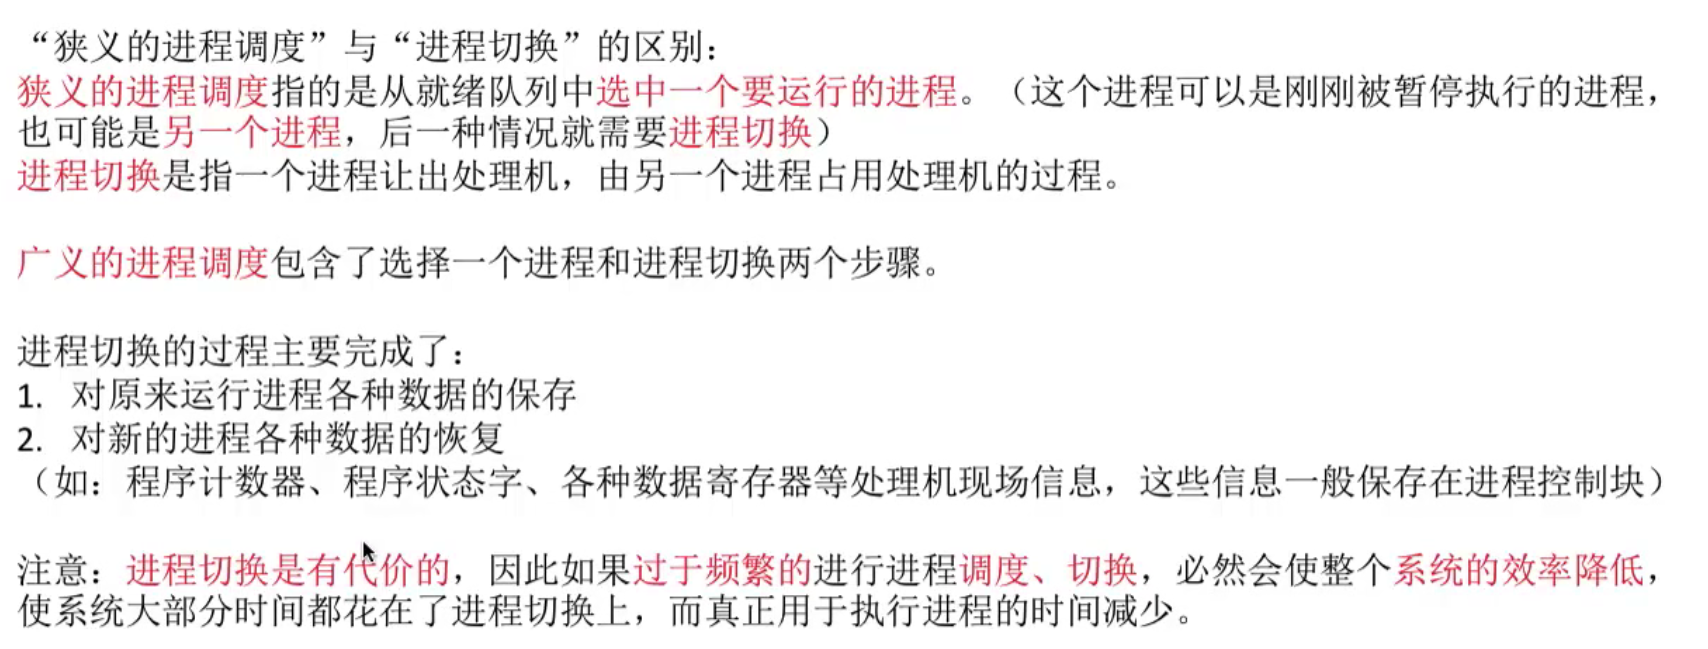 “狭义的进程调度”与“进程切换”的区别：
狭义的进程调度指的是从就绪队列中选中一个要运行的进程。（这个进程可以是刚刚被暂停执行的进程，
也可能是另一个进程，后一种情况就需要进程切换）
进程切换是指一个进程让出处理机，由另一个进程占用处理机的过程。
广义的进程调度包含了选择一个进程和进程切换两个步骤。
进程切换的过程主要完成了：
1. 对原来运行进程各种数据的保存
2. 对新的进程各种数据的恢复
（如：程序计数器、程序状态字、各种数据寄存器等处理机现场信息，这些信息一般保存在进程控制块）
注意：进程切换是有代价的，因此如果过于频繁的进行进程调度、切换，必然会使整个系统的效率降低，
使系统大部分时间都花在了进程切换上，而真正用于执行进程的时间减少。